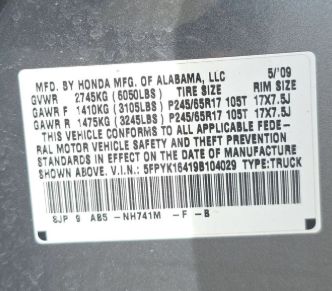 MFD. BY HONDA MFG. OF ALABAMA, LLC 5/'09
GVWR 2745KG (6050LBS) TIRE SIZE RIM SIZE
GAWR F 1410KG (3105LBS) P245/65R17 105T 17X7.5J
GAWR R 1475KG (3245LBS) P245/65R17 105T 17X7.5J
THIS VEHICLE CONFORMS TO ALL APPLICABLE FEDE-
RAL MOTOR VEHICLE SAFETY AND THEFT PREVENTION
STANDARDS IN EFFECT ON THE DATE OF MANUFACTURE
SHOWN ABOVE. V.I.N.: 5FPYK16419B104029 TYPE:TRUCK
SJP 9 AB5 -NH741M -F -B